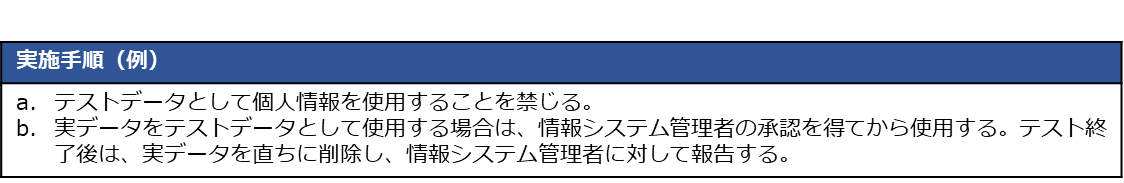 実施手順（例）
a. テストデータとして個人情報を使用することを禁じる。
b. 実データをテストデータとして使用する場合は、情報システム管理者の承認を得てから使用する。テスト終
了後は、実データを直ちに削除し、情報システム管理者に対して報告する。